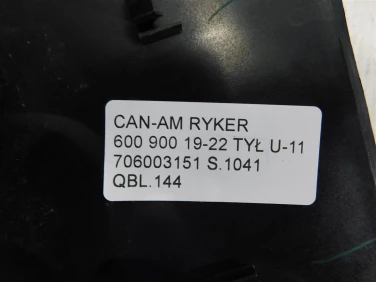 CAN-AM RYKER
600 900 19-22 TYŁ U-11
706003151 S.1041
QBL.144